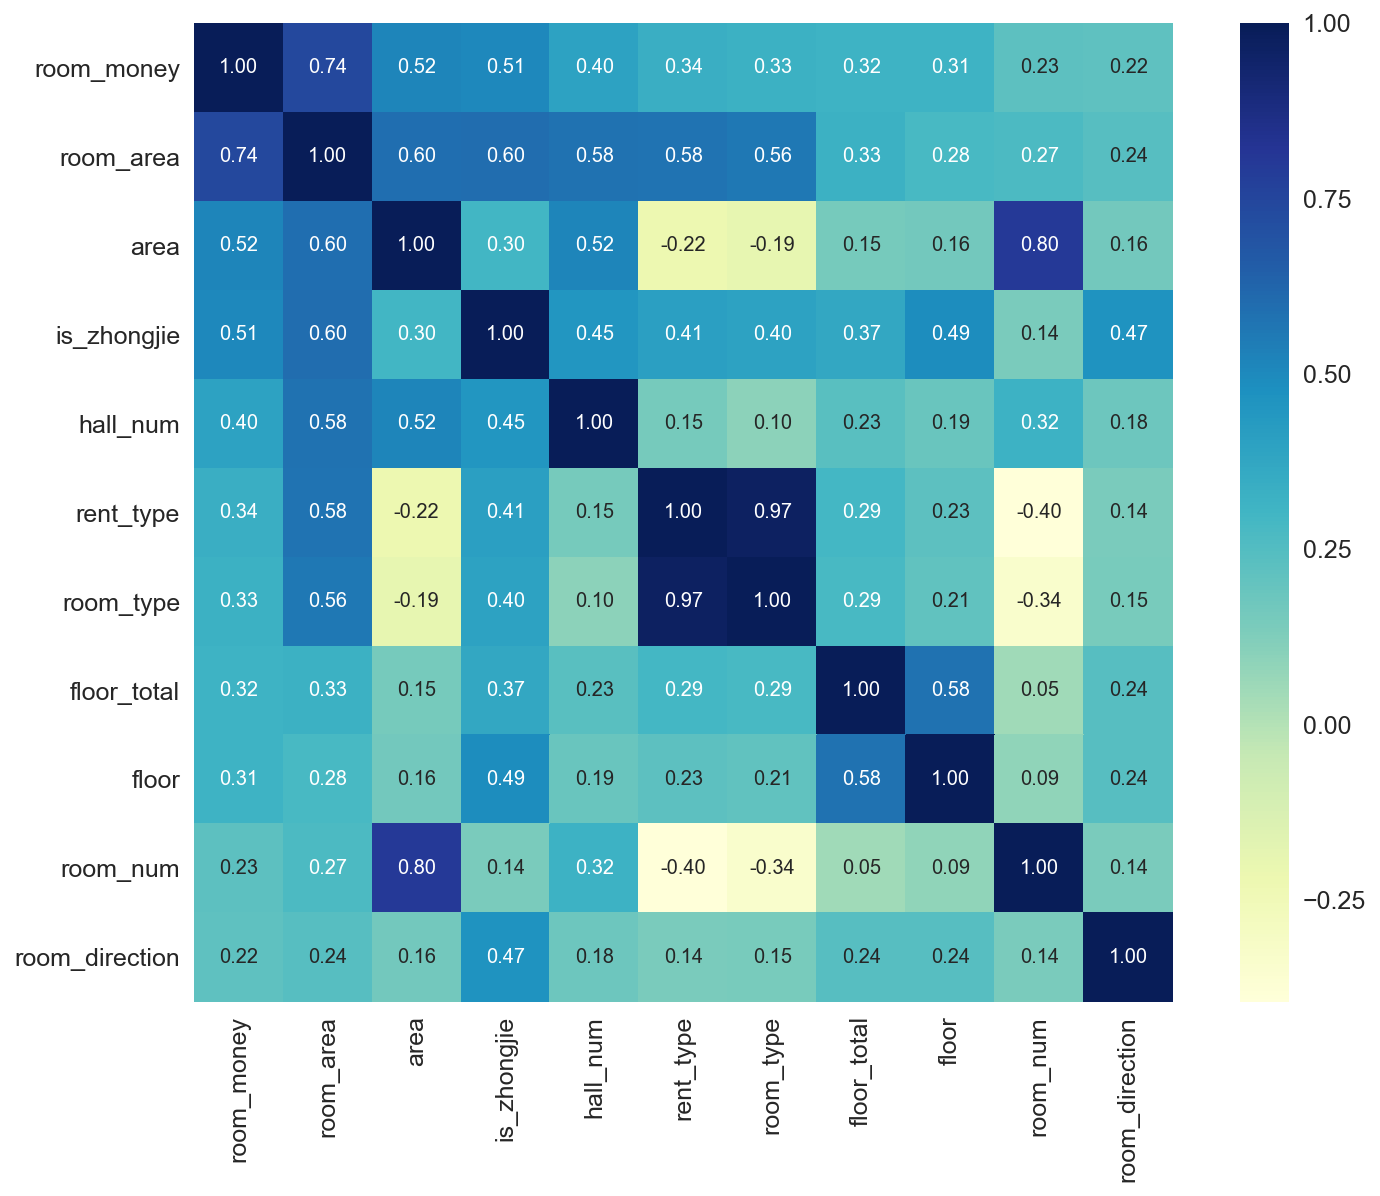 room_money 1.00 0.74 0.52 0.51 0.40 0.34 0.33 0.32 0.31 0.23 0.22
room_area 0.74 1.00 0.60 0.60 0.58 0.58 0.56 0.33 0.28 0.27 0.24
area 0.52 0.60 1.00 0.30 0.52 -0.22 -0.19 0.15 0.16 0.80 0.16
is_zhongjie 0.51 0.60 0.30 1.00 0.45 0.41 0.40 0.37 0.49 0.14 0.47
hall_num 0.40 0.58 0.52 0.45 1.00 0.15 0.10 0.23 0.19 0.32 0.18
rent_type 0.34 0.58 -0.22 0.41 0.15 1.00 0.97 0.29 0.23 -0.40 0.14
room_type 0.33 0.56 -0.19 0.40 0.10 0.97 1.00 0.29 0.21 -0.34 0.15
floor_total 0.32 0.33 0.15 0.37 0.23 0.29 0.29 1.00 0.58 0.05 0.24
floor 0.31 0.28 0.16 0.49 0.19 0.23 0.21 0.58 1.00 0.09 0.24
room_num 0.23 0.27 0.80 0.14 0.32 -0.40 -0.34 0.05 0.09 1.00 0.14
room_direction 0.22 0.24 0.16 0.47 0.18 0.14 0.15 0.24 0.24 0.14 1.00
room_money
room_area
area
is_zhongjie
hall_num
rent_type
room_type
floor_total
floor
room_num
room_direction
1.00
0.75
0.50
0.25
0.00
−0.25